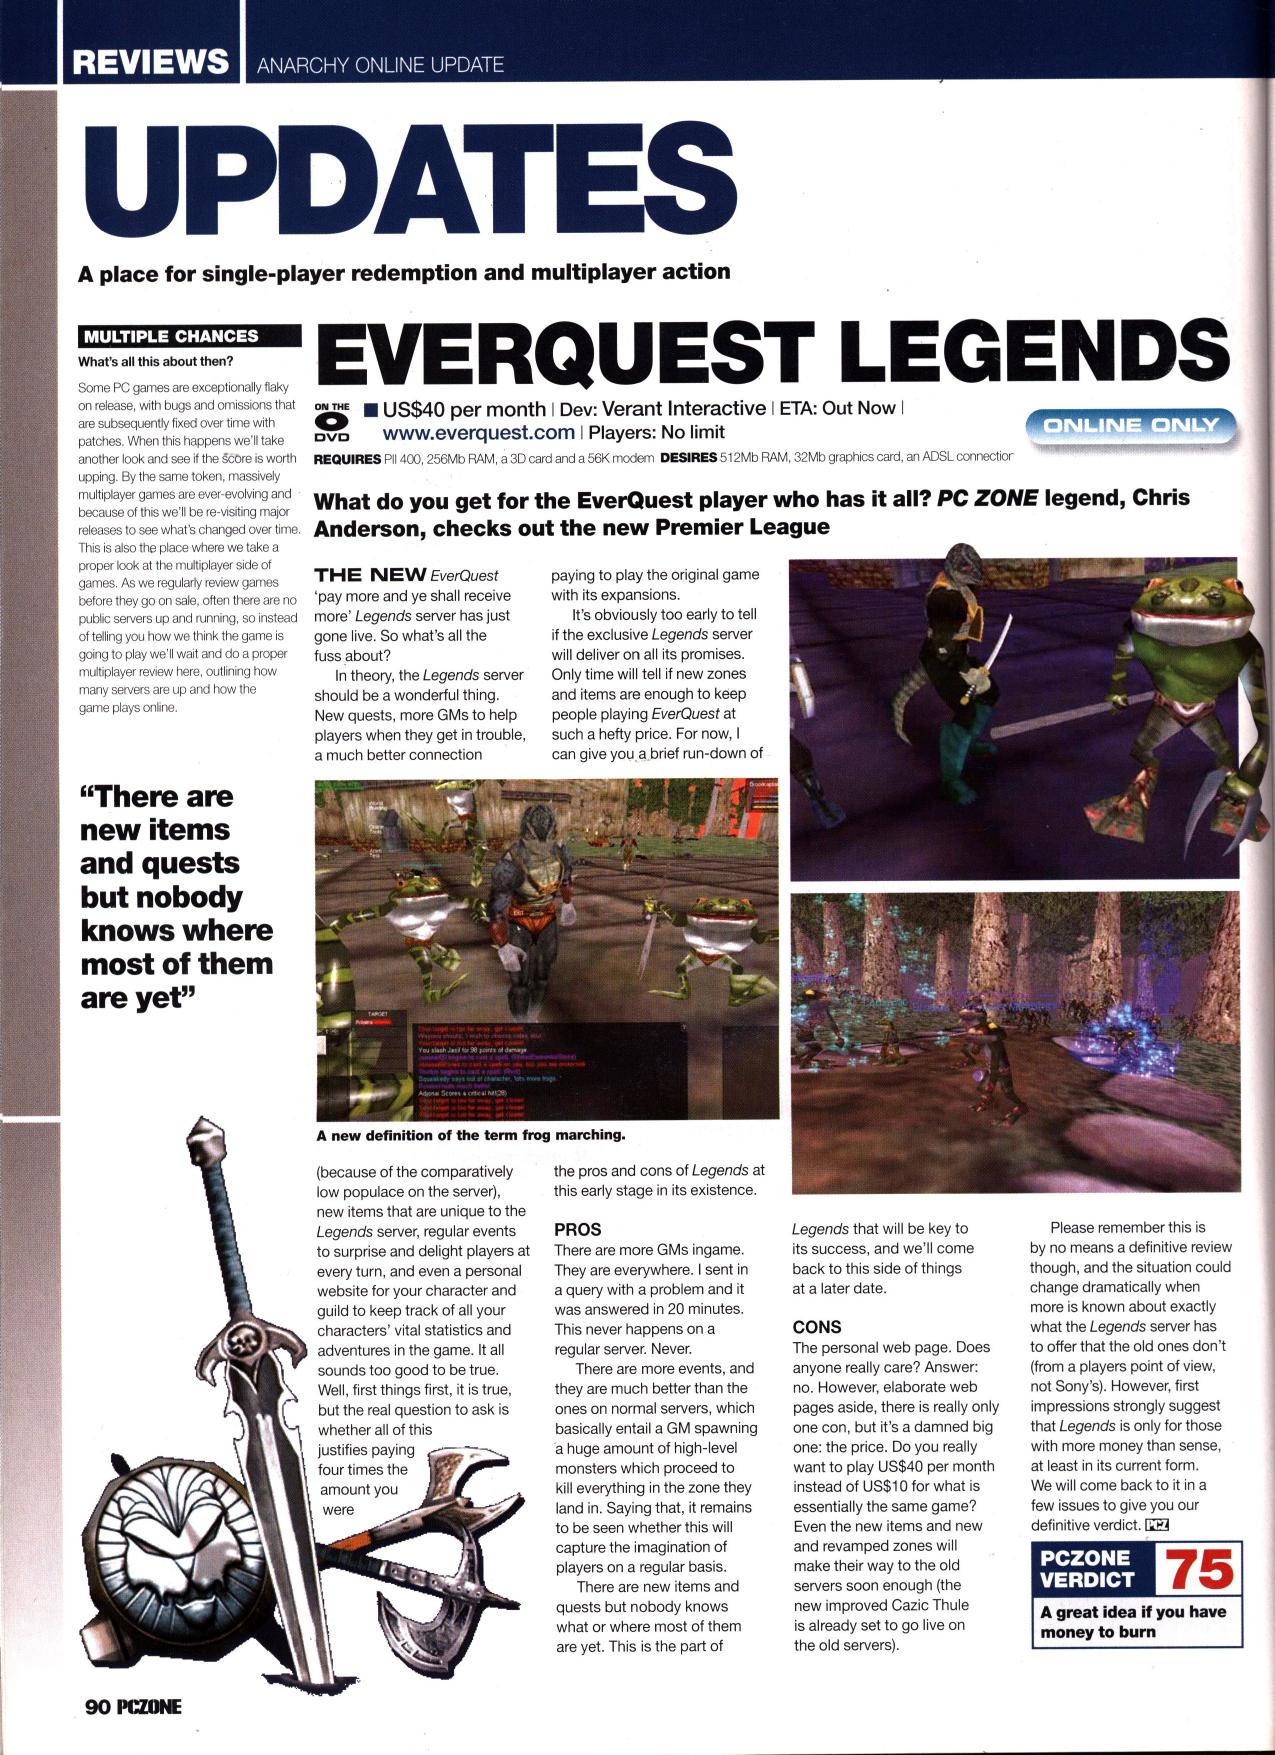 REVIEWS
ANARCHY ONLINE UPDATE
UPDATES
A place for single-player redemption and multiplayer action
MULTIPLE CHANCES
What's all this about then?
Some PC games are exceptionally flaky
on release, with bugs and omissions that
are subsequently fixed over time with
patches. When this happens we'll take
another look and see if the score is worth
upping. By the same token, massively
multiplayer games are ever-evolving and
because of this we'll be re-visiting major
releases to see what's changed over time.
This is also the place where we take a
proper look at the multiplayer side of
games. As we regularly review games
before they go on sale, often there are no
public servers up and running, so instead
of telling you how we think the game is
going to play we'll wait and do a proper
multiplayer review here, outlining how
many servers are up and how the
game plays online.
“There are
new items
and quests
but nobody
knows where
most of them
are yet”
EVERQUEST LEGENDS
ON THE
DVD
US$40 per month | Dev: Verant Interactive | ETA: Out Now |
www.everquest.com | Players: No limit
ONLINE ONLY
REQUIRES PII 400, 256Mb RAM, a 3D card and a 56K modem DESIRES 512Mb RAM, 32Mb graphics card, an ADSL connection
What do you get for the EverQuest player who has it all? PC ZONE legend, Chris
Anderson, checks out the new Premier League
THE NEW EverQuest
‘pay more and ye shall receive
more’ Legends server has just
gone live. So what's all the
fuss about?
In theory, the Legends server
should be a wonderful thing.
New quests, more GMs to help
players when they get in trouble,
a much better connection
(because of the comparatively
low populace on the server),
new items that are unique to the
Legends server, regular events
to surprise and delight players at
every turn, and even a personal
website for your character and
guild to keep track of all your
characters' vital statistics and
adventures in the game. It all
sounds too good to be true.
Well, first things first, it is true,
but the real question to ask is
whether all of this
justifies paying
four times the
amount you
were
paying to play the original game
with its expansions.
It's obviously too early to tell
if the exclusive Legends server
will deliver on all its promises.
Only time will tell if new zones
and items are enough to keep
people playing EverQuest at
such a hefty price. For now, I
can give you a brief run-down of
TARGET
You slash Jasif for 98 points of damage.
Adjonai Scores a critical hit!(28)
A new definition of the term frog marching.
the pros and cons of Legends at
this early stage in its existence.
PROS
There are more GMs ingame.
They are everywhere. I sent in
a query with a problem and it
was answered in 20 minutes.
This never happens on a
regular server. Never.
There are more events, and
they are much better than the
ones on normal servers, which
basically entail a GM spawning
a huge amount of high-level
monsters which proceed to
kill everything in the zone they
land in. Saying that, it remains
to be seen whether this will
capture the imagination of
players on a regular basis.
There are new items and
quests but nobody knows
what or where most of them
are yet. This is the part of
Legends that will be key to
its success, and we'll come
back to this side of things
at a later date.
CONS
The personal web page. Does
anyone really care? Answer:
no. However, elaborate web
pages aside, there is really only
one con, but it's a damned big
one: the price. Do you really
want to play US$40 per month
instead of US$10 for what is
essentially the same game?
Even the new items and new
and revamped zones will
make their way to the old
servers soon enough (the
new improved Cazic Thule
is already set to go live on
the old servers).
Please remember this is
by no means a definitive review
though, and the situation could
change dramatically when
more is known about exactly
what the Legends server has
to offer that the old ones don't
(from a players point of view,
not Sony's). However, first
impressions strongly suggest
that Legends is only for those
with more money than sense,
at least in its current form.
We will come back to it in a
few issues to give you our
definitive verdict. PCZ
PCZONE
VERDICT
75
A great idea if you have
money to burn
90 PCZONE